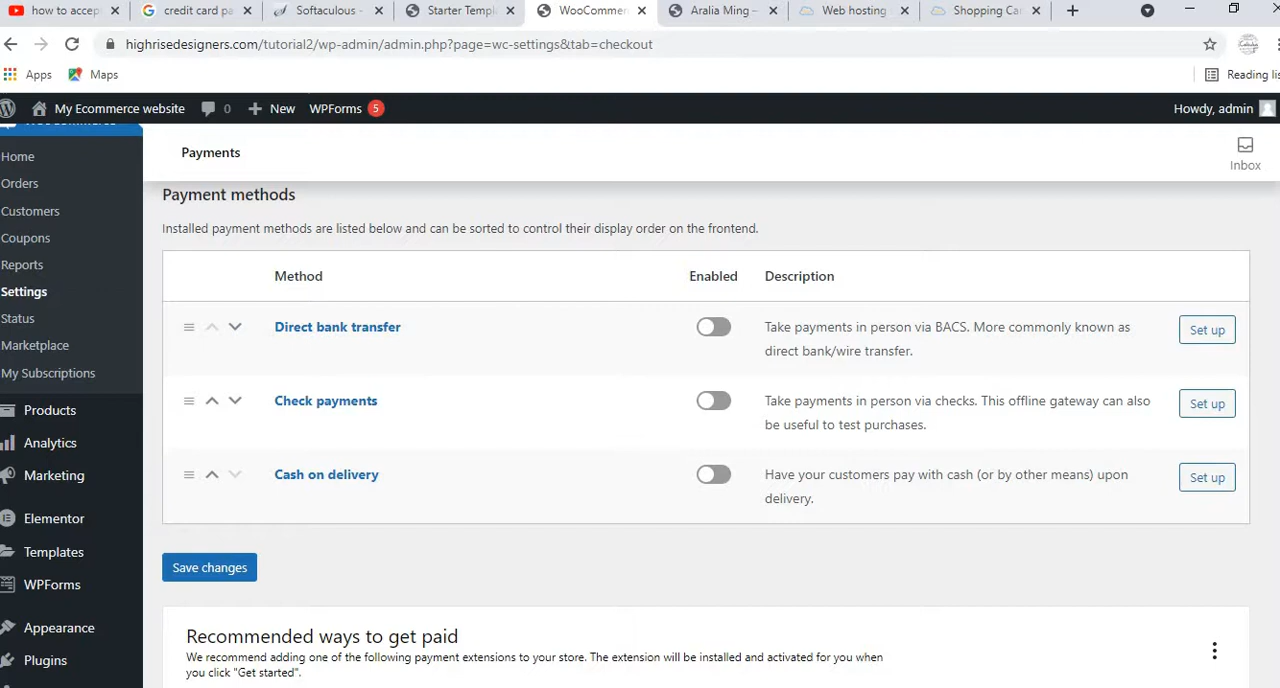 how to accep
credit card pa
Softaculous -
Starter Templ
WooCommer
Aralia Ming –
Web hosting
Shopping Ca
highrisedesigners.com/tutorial2/wp-admin/admin.php?page=wc-settings&tab=checkout
Apps
Maps
Reading lis
My Ecommerce website
0
New
WPForms
5
Howdy, admin
Home
Orders
Customers
Coupons
Reports
Settings
Status
Marketplace
My Subscriptions
Products
Analytics
Marketing
Elementor
Templates
WPForms
Appearance
Plugins
Payments
Inbox
Payment methods
Installed payment methods are listed below and can be sorted to control their display order on the frontend.
Method
Enabled
Description
Direct bank transfer
Take payments in person via BACS. More commonly known as
direct bank/wire transfer.
Set up
Check payments
Take payments in person via checks. This offline gateway can also
be useful to test purchases.
Set up
Cash on delivery
Have your customers pay with cash (or by other means) upon
delivery.
Set up
Save changes
Recommended ways to get paid
We recommend adding one of the following payment extensions to your store. The extension will be installed and activated for you when
you click "Get started".